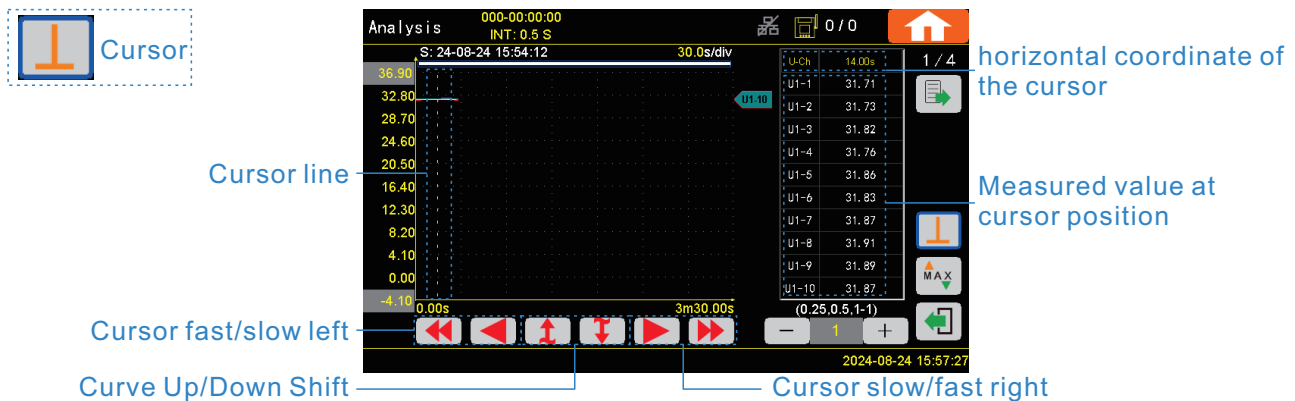 Cursor
Analysis
000-00:00:00
INT: 0.5 S
0/0
S: 24-08-24 15:54:12
30.0s/div
36.90
32.80
28.70
24.60
20.50
16.40
12.30
8.20
4.10
0.00
-4.10
0.00s
3m30.00s
U1-10
U-Ch 14.00s
U1-1 31.71
U1-2 31.73
U1-3 31.82
U1-4 31.76
U1-5 31.86
U1-6 31.83
U1-7 31.87
U1-8 31.91
U1-9 31.89
U1-10 31.87
(0.25,0.5,1-1)
− 1 +
1/4
MAX
2024-08-24 15:57:27
horizontal coordinate of
the cursor
Cursor line
Measured value at
cursor position
Cursor fast/slow left
Curve Up/Down Shift
Cursor slow/fast right